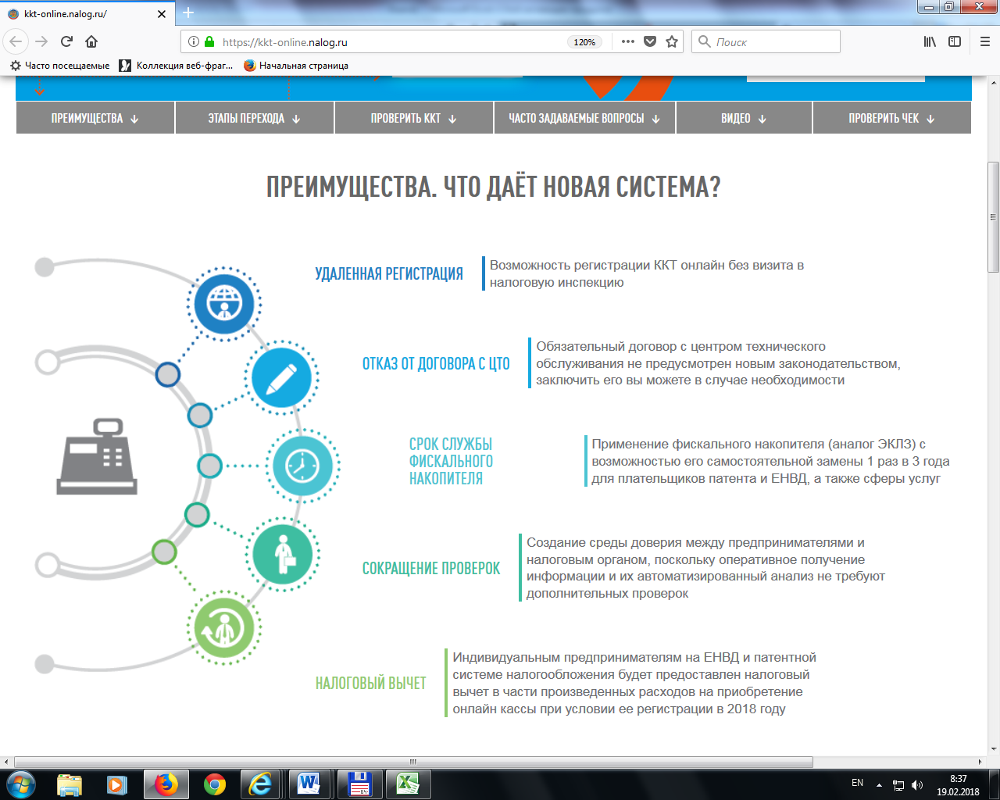 kkt-online.nalog.ru/
https://kkt-online.nalog.ru
120%
Поиск
Часто посещаемые
Коллекция веб-фраг...
Начальная страница
ПРЕИМУЩЕСТВА
ЭТАПЫ ПЕРЕХОДА
ПРОВЕРИТЬ ККТ
ЧАСТО ЗАДАВАЕМЫЕ ВОПРОСЫ
ВИДЕО
ПРОВЕРИТЬ ЧЕК
ПРЕИМУЩЕСТВА. ЧТО ДАЁТ НОВАЯ СИСТЕМА?
УДАЛЕННАЯ РЕГИСТРАЦИЯ
Возможность регистрации ККТ онлайн без визита в
налоговую инспекцию
ОТКАЗ ОТ ДОГОВОРА С ЦТО
Обязательный договор с центром технического
обслуживания не предусмотрен новым законодательством,
заключить его вы можете в случае необходимости
СРОК СЛУЖБЫ
ФИСКАЛЬНОГО
НАКОПИТЕЛЯ
Применение фискального накопителя (аналог ЭКЛЗ) с
возможностью его самостоятельной замены 1 раз в 3 года
для плательщиков патента и ЕНВД, а также сферы услуг
СОКРАЩЕНИЕ ПРОВЕРОК
Создание среды доверия между предпринимателями и
налоговым органом, поскольку оперативное получение
информации и их автоматизированный анализ не требуют
дополнительных проверок
НАЛОГОВЫЙ ВЫЧЕТ
Индивидуальным предпринимателям на ЕНВД и патентной
системе налогообложения будет предоставлен налоговый
вычет в части произведенных расходов на приобретение
онлайн кассы при условии ее регистрации в 2018 году
EN
8:37
19.02.2018